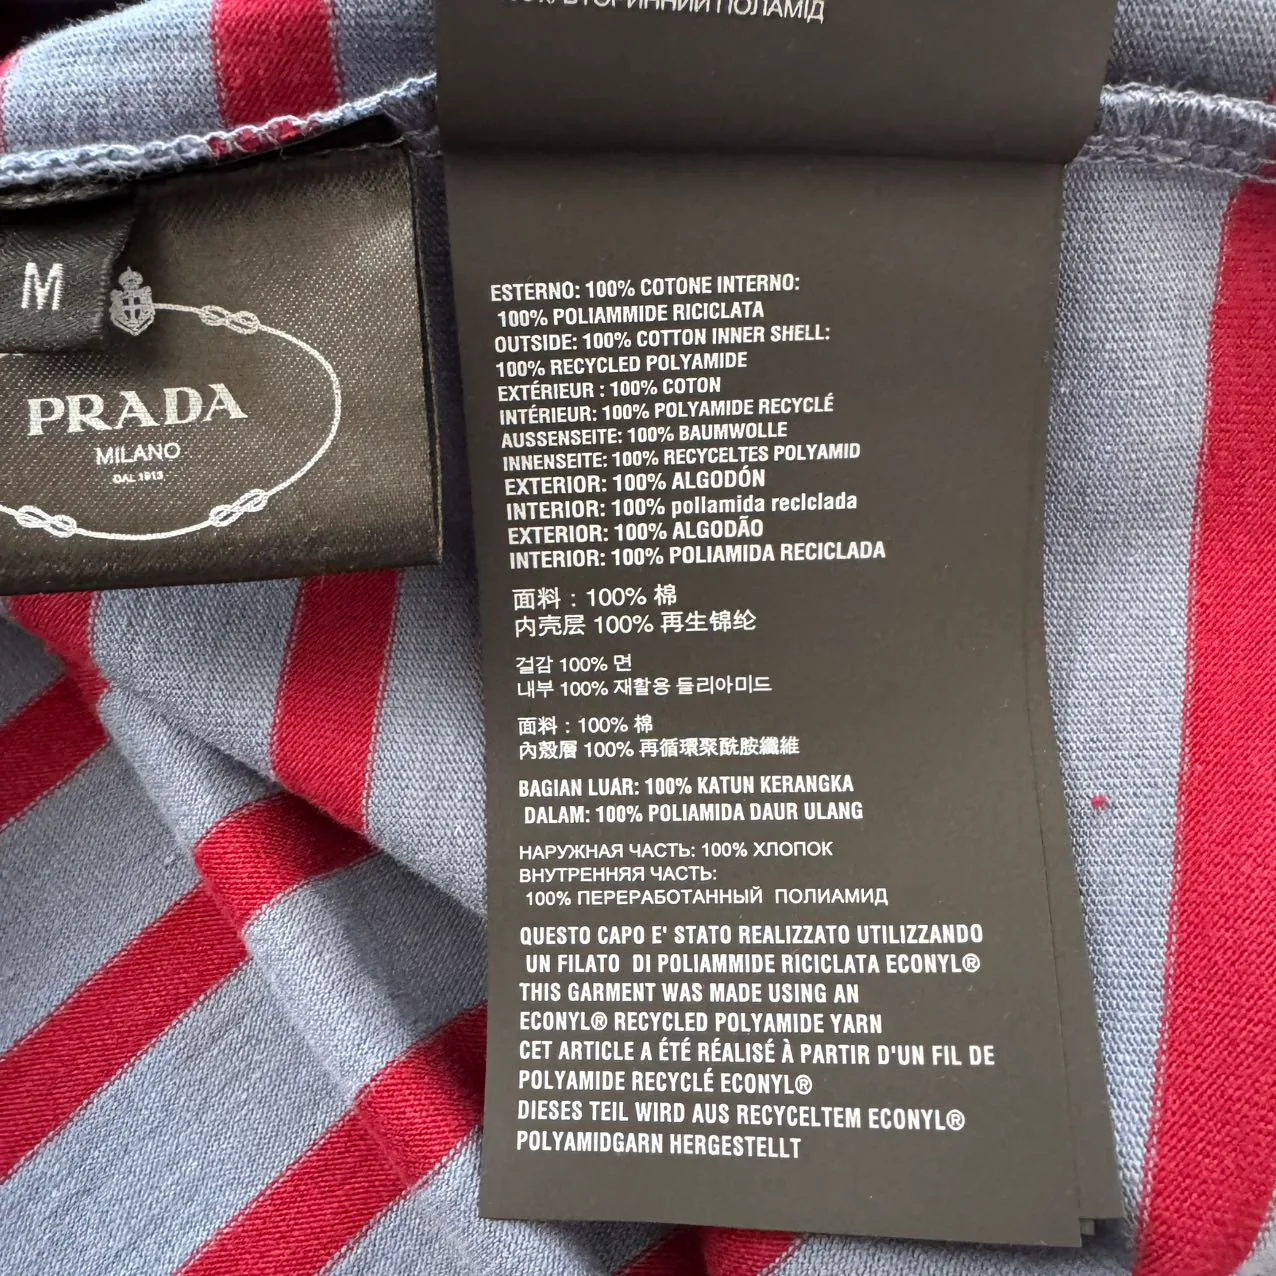 ВТОРИННИЙ ПОЛАМІД
M
PRADA
MILANO
DAL 1913
ESTERNO: 100% COTONE INTERNO:
100% POLIAMMIDE RICICLATA
OUTSIDE: 100% COTTON INNER SHELL:
100% RECYCLED POLYAMIDE
EXTÉRIEUR : 100% COTON
INTÉRIEUR: 100% POLYAMIDE RECYCLÉ
AUSSENSEITE: 100% BAUMWOLLE
INNENSEITE: 100% RECYCELTES POLYAMID
EXTERIOR: 100% ALGODÓN
INTERIOR: 100% pollamida reclclada
EXTERIOR: 100% ALGODÃO
INTERIOR: 100% POLIAMIDA RECICLADA
面料：100% 棉
内壳层 100% 再生锦纶
걸감 100% 면
내부 100% 재활용 들리아미드
面料：100% 棉
內殼層 100% 再循環聚酰胺纖維
BAGIAN LUAR: 100% KATUN KERANGKA
DALAM: 100% POLIAMIDA DAUR ULANG
НАРУЖНАЯ ЧАСТЬ: 100% ХЛОПОК
ВНУТРЕННЯЯ ЧАСТЬ:
100% ПЕРЕРАБОТАННЫЙ ПОЛИАМИД
QUESTO CAPO E' STATO REALIZZATO UTILIZZANDO
UN FILATO DI POLIAMMIDE RICICLATA ECONYL®
THIS GARMENT WAS MADE USING AN
ECONYL® RECYCLED POLYAMIDE YARN
CET ARTICLE A ÉTÉ RÉALISÉ À PARTIR D'UN FIL DE
POLYAMIDE RECYCLÉ ECONYL®
DIESES TEIL WIRD AUS RECYCELTEM ECONYL®
POLYAMIDGARN HERGESTELLT